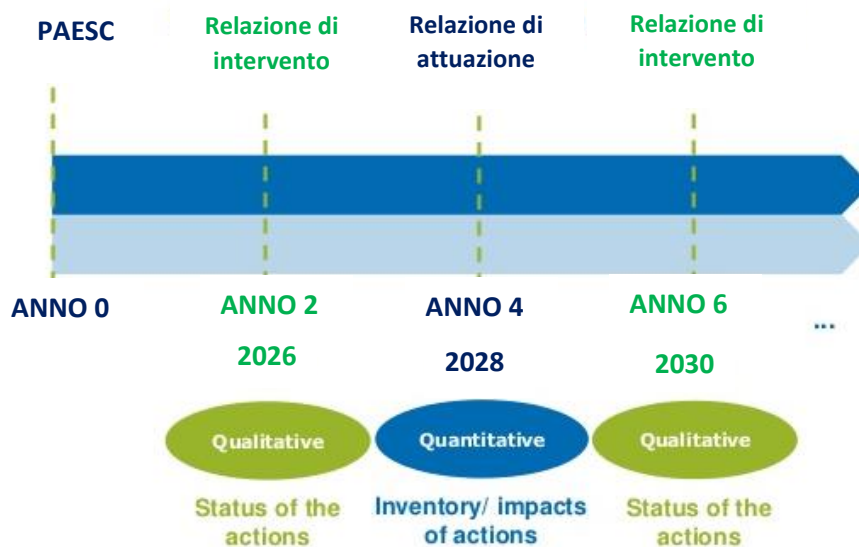 PAESC
Relazione di
intervento
Relazione di
attuazione
Relazione di
intervento
ANNO 0
ANNO 2
2026
ANNO 4
2028
ANNO 6
2030
...
Qualitative
Quantitative
Qualitative
Status of the
actions
Inventory/ impacts
of actions
Status of the
actions